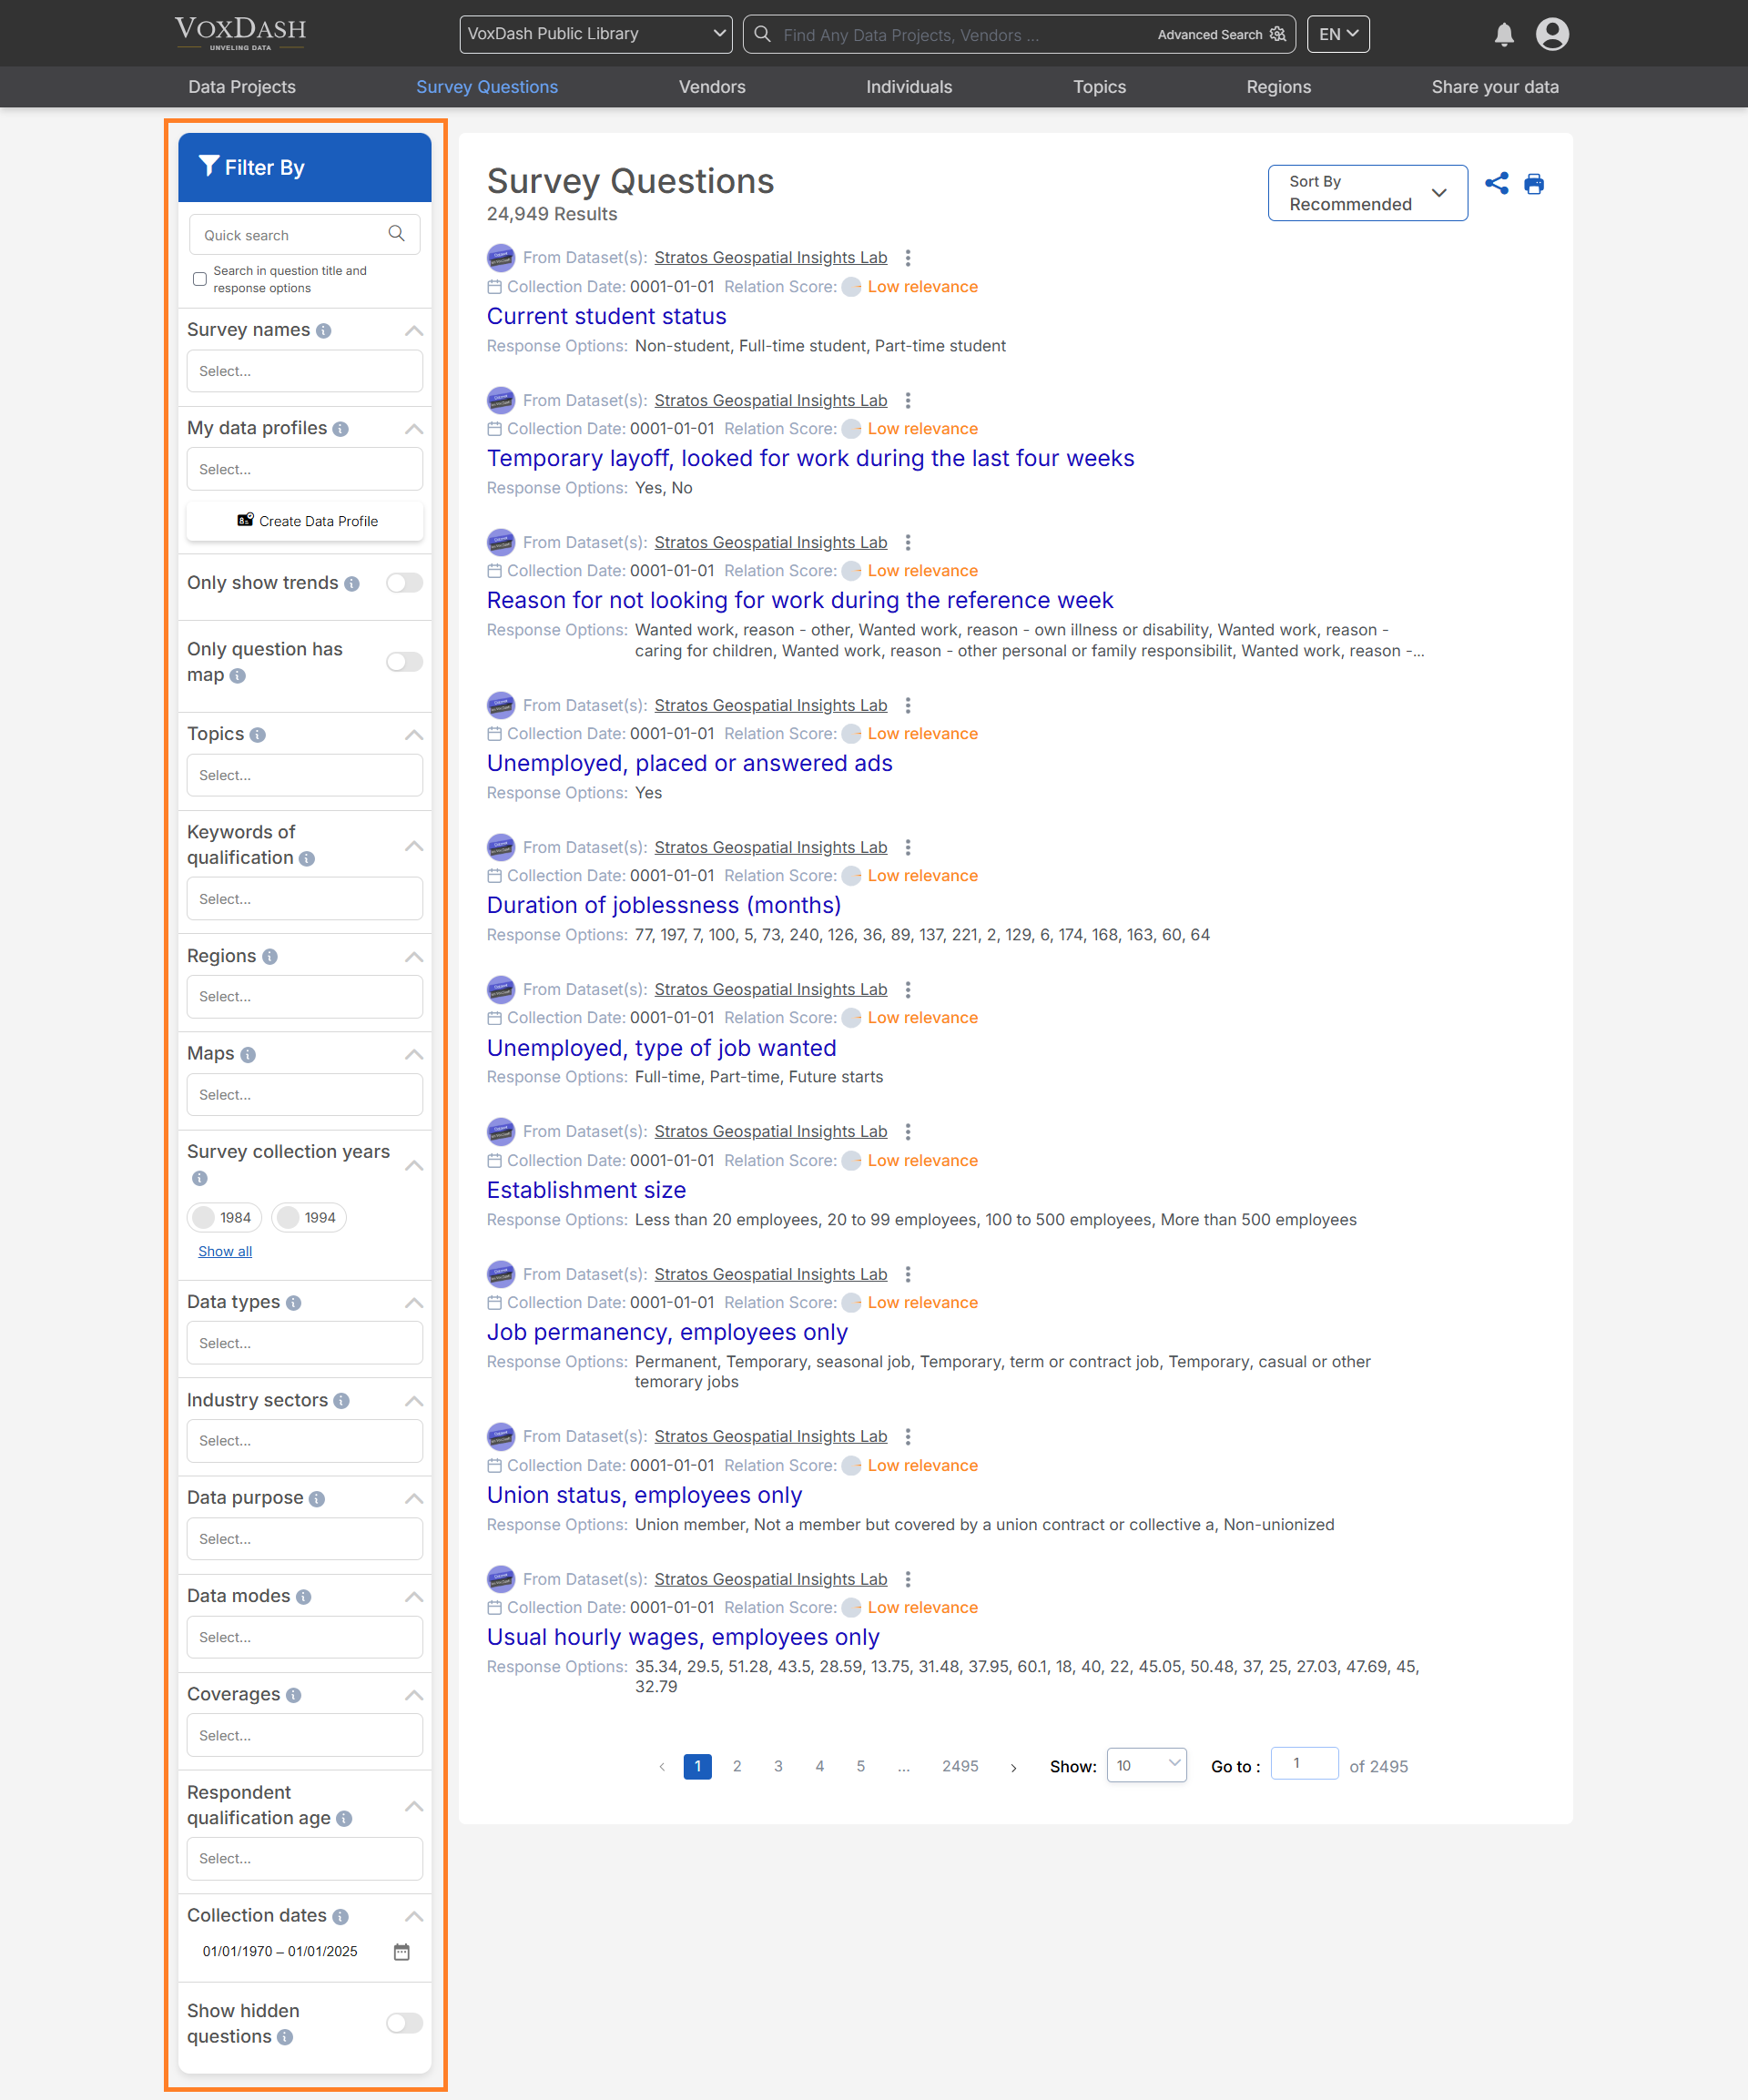 VOXDASH
UNVELING DATA
VoxDash Public Library
Find Any Data Projects, Vendors ...
Advanced Search
EN
Data Projects
Survey Questions
Vendors
Individuals
Topics
Regions
Share your data
Filter By
Quick search
Search in question title and
response options
Survey names
Select...
My data profiles
Select...
Create Data Profile
Only show trends
Only question has
map
Topics
Select...
Keywords of
qualification
Select...
Regions
Select...
Maps
Select...
Survey collection years
1984 1994
Show all
Data types
Select...
Industry sectors
Select...
Data purpose
Select...
Data modes
Select...
Coverages
Select...
Respondent
qualification age
Select...
Collection dates
01/01/1970 – 01/01/2025
Show hidden
questions
Survey Questions
24,949 Results
Sort By
Recommended
From Dataset(s): Stratos Geospatial Insights Lab
Collection Date: 0001-01-01 Relation Score: Low relevance
Current student status
Response Options: Non-student, Full-time student, Part-time student
From Dataset(s): Stratos Geospatial Insights Lab
Collection Date: 0001-01-01 Relation Score: Low relevance
Temporary layoff, looked for work during the last four weeks
Response Options: Yes, No
From Dataset(s): Stratos Geospatial Insights Lab
Collection Date: 0001-01-01 Relation Score: Low relevance
Reason for not looking for work during the reference week
Response Options: Wanted work, reason - other, Wanted work, reason - own illness or disability, Wanted work, reason -
caring for children, Wanted work, reason - other personal or family responsibilit, Wanted work, reason -...
From Dataset(s): Stratos Geospatial Insights Lab
Collection Date: 0001-01-01 Relation Score: Low relevance
Unemployed, placed or answered ads
Response Options: Yes
From Dataset(s): Stratos Geospatial Insights Lab
Collection Date: 0001-01-01 Relation Score: Low relevance
Duration of joblessness (months)
Response Options: 77, 197, 7, 100, 5, 73, 240, 126, 36, 89, 137, 221, 2, 129, 6, 174, 168, 163, 60, 64
From Dataset(s): Stratos Geospatial Insights Lab
Collection Date: 0001-01-01 Relation Score: Low relevance
Unemployed, type of job wanted
Response Options: Full-time, Part-time, Future starts
From Dataset(s): Stratos Geospatial Insights Lab
Collection Date: 0001-01-01 Relation Score: Low relevance
Establishment size
Response Options: Less than 20 employees, 20 to 99 employees, 100 to 500 employees, More than 500 employees
From Dataset(s): Stratos Geospatial Insights Lab
Collection Date: 0001-01-01 Relation Score: Low relevance
Job permanency, employees only
Response Options: Permanent, Temporary, seasonal job, Temporary, term or contract job, Temporary, casual or other
temorary jobs
From Dataset(s): Stratos Geospatial Insights Lab
Collection Date: 0001-01-01 Relation Score: Low relevance
Union status, employees only
Response Options: Union member, Not a member but covered by a union contract or collective a, Non-unionized
From Dataset(s): Stratos Geospatial Insights Lab
Collection Date: 0001-01-01 Relation Score: Low relevance
Usual hourly wages, employees only
Response Options: 35.34, 29.5, 51.28, 43.5, 28.59, 13.75, 31.48, 37.95, 60.1, 18, 40, 22, 45.05, 50.48, 37, 25, 27.03, 47.69, 45,
32.79
‹ 1 2 3 4 5 ... 2495 › Show: 10 Go to : 1 of 2495